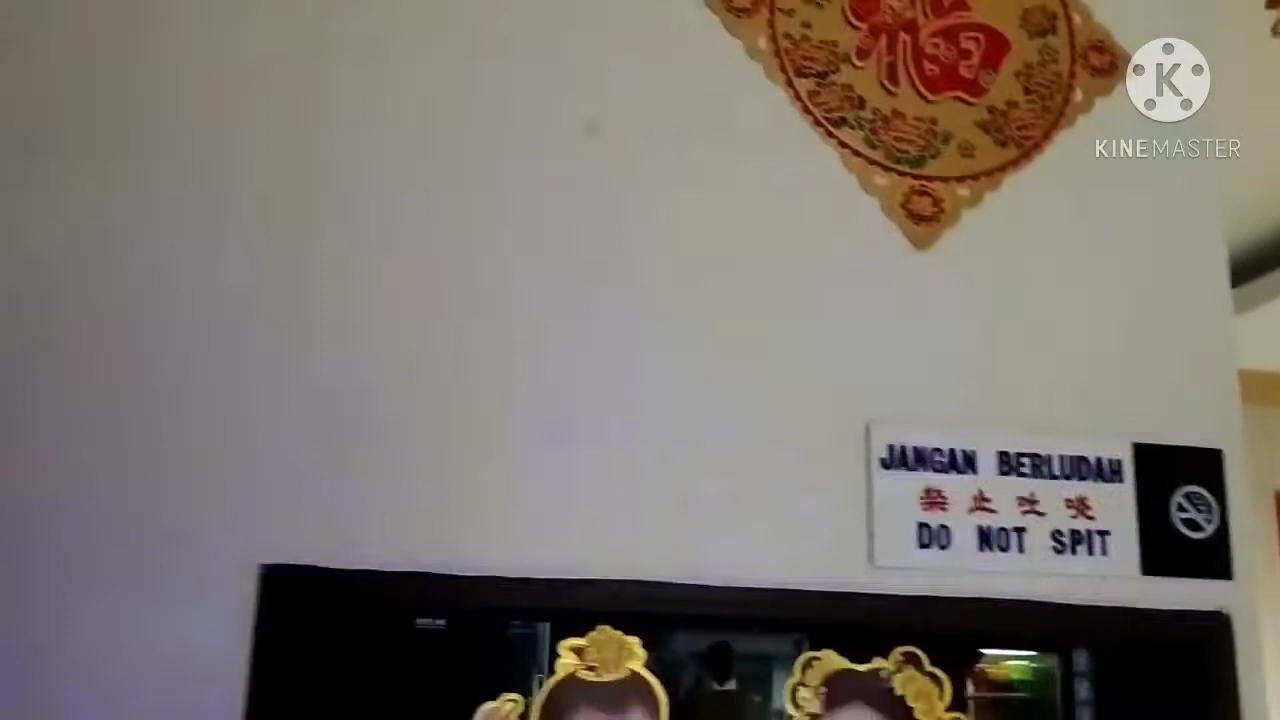 福
K
KINEMASTER
JANGAN BERLUDAH
禁止吐痰
DO NOT SPIT